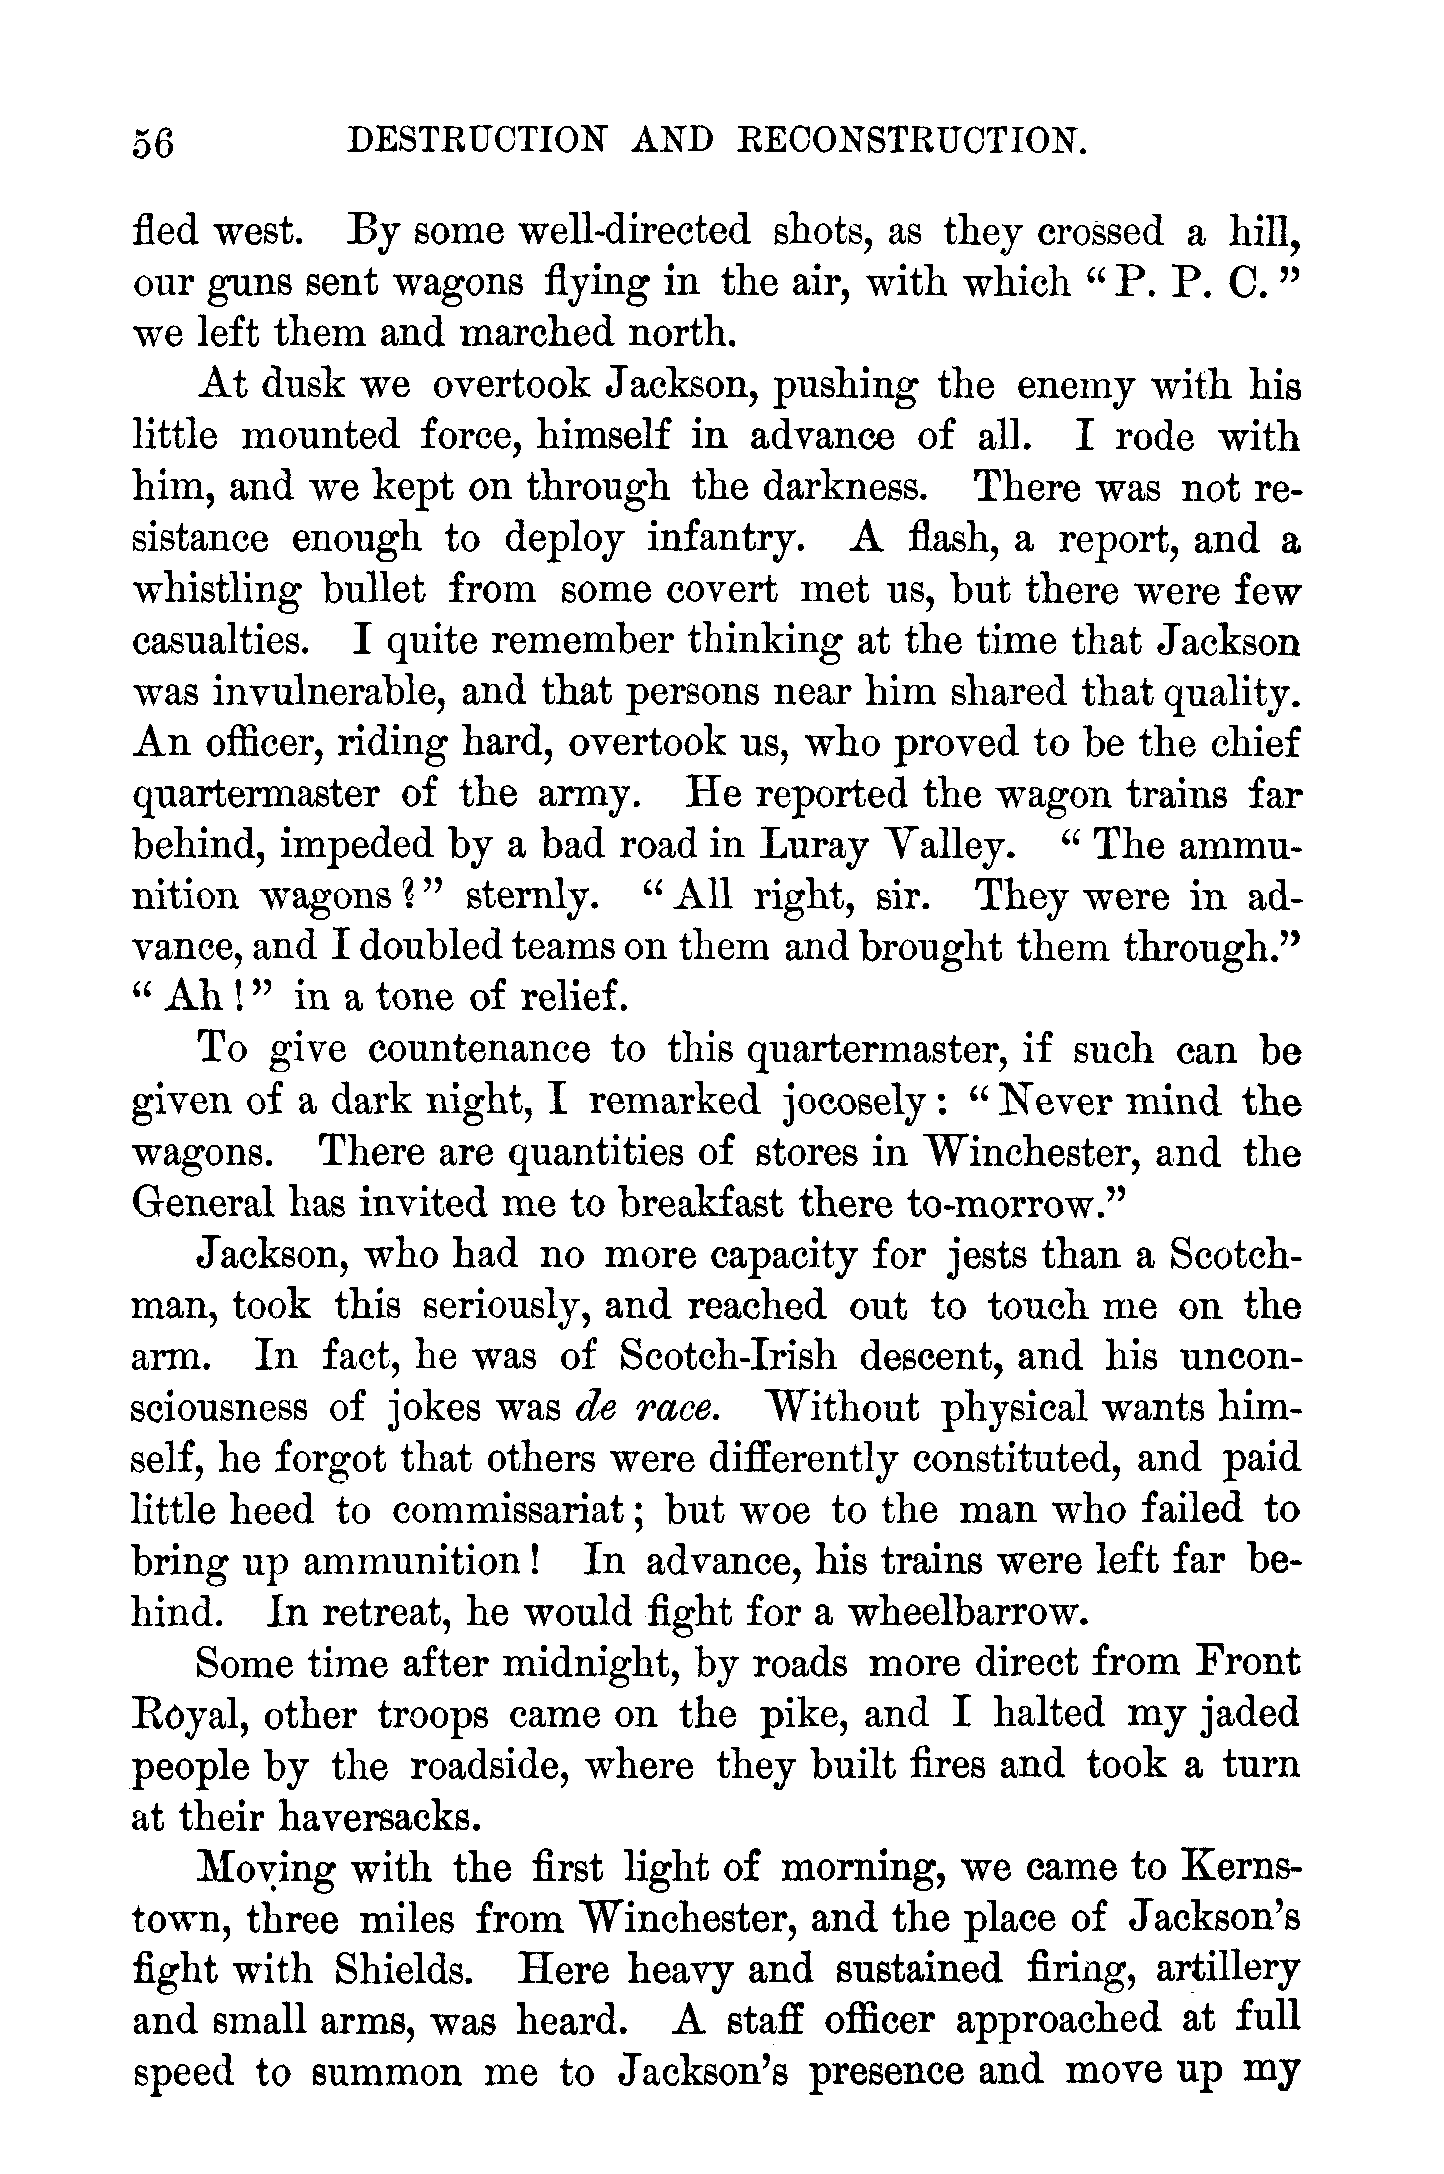 56 DESTRUCTION AND RECONSTRUCTION.
fled west. By some well-directed shots, as they crossed a hill,
our guns sent wagons flying in the air, with which “ P. P. C. ”
we left them and marched north.
At dusk we overtook Jackson, pushing the enemy with his
little mounted force, himself in advance of all. I rode with
him, and we kept on through the darkness. There was not re-
sistance enough to deploy infantry. A flash, a report, and a
whistling bullet from some covert met us, but there were few
casualties. I quite remember thinking at the time that Jackson
was invulnerable, and that persons near him shared that quality.
An officer, riding hard, overtook us, who proved to be the chief
quartermaster of the army. He reported the wagon trains far
behind, impeded by a bad road in Luray Valley. “ The ammu-
nition wagons ? ” sternly. “ All right, sir. They were in ad-
vance, and I doubled teams on them and brought them through.”
“ Ah ! ” in a tone of relief.
To give countenance to this quartermaster, if such can be
given of a dark night, I remarked jocosely : “ Never mind the
wagons. There are quantities of stores in Winchester, and the
General has invited me to breakfast there to-morrow.”
Jackson, who had no more capacity for jests than a Scotch-
man, took this seriously, and reached out to touch me on the
arm. In fact, he was of Scotch-Irish descent, and his uncon-
sciousness of jokes was de race. Without physical wants him-
self, he forgot that others were differently constituted, and paid
little heed to commissariat ; but woe to the man who failed to
bring up ammunition ! In advance, his trains were left far be-
hind. In retreat, he would fight for a wheelbarrow.
Some time after midnight, by roads more direct from Front
Royal, other troops came on the pike, and I halted my jaded
people by the roadside, where they built fires and took a turn
at their haversacks.
Moving with the first light of morning, we came to Kerns-
town, three miles from Winchester, and the place of Jackson’s
fight with Shields. Here heavy and sustained firing, artillery
and small arms, was heard. A staff officer approached at full
speed to summon me to Jackson’s presence and move up my